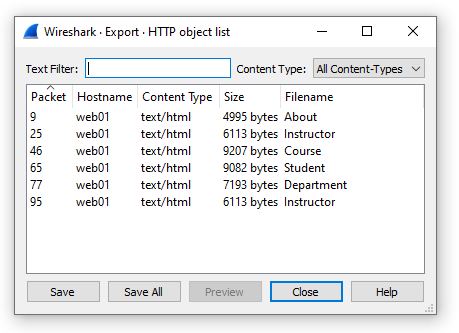 Wireshark · Export · HTTP object list
Text Filter: Content Type: All Content-Types
Packet Hostname Content Type Size Filename
9 web01 text/html 4995 bytes About
25 web01 text/html 6113 bytes Instructor
46 web01 text/html 9207 bytes Course
65 web01 text/html 9082 bytes Student
77 web01 text/html 7193 bytes Department
95 web01 text/html 6113 bytes Instructor
Save Save All Preview Close Help